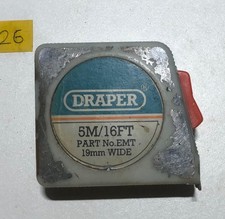 26
DRAPER
5M/16FT
PART No.EMT
19mm WIDE